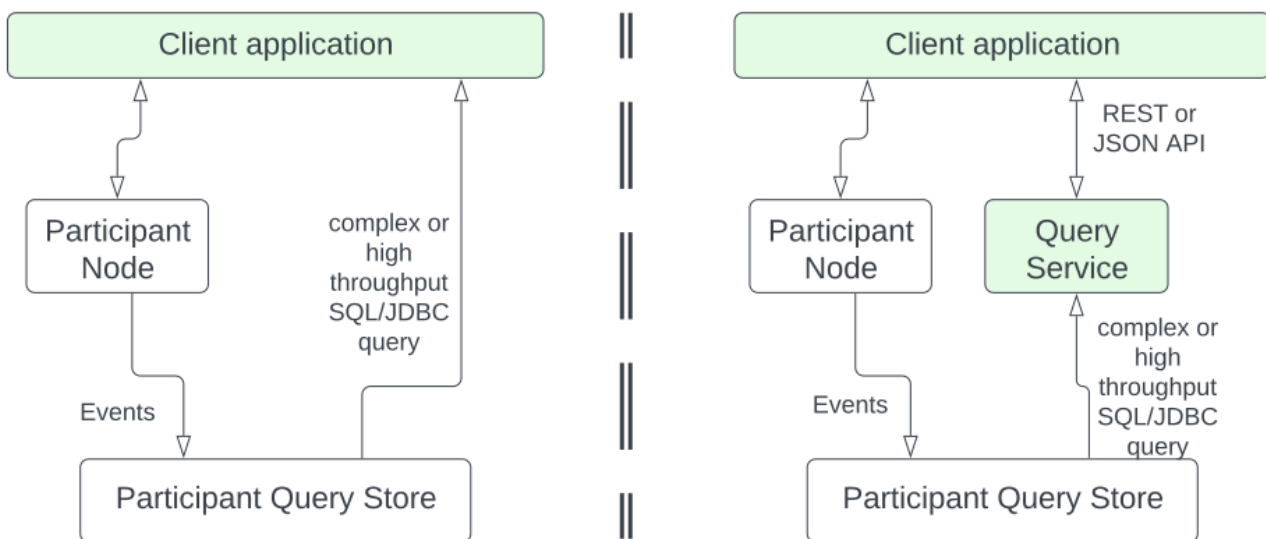 Client application
Participant
Node
complex or
high
throughput
SQL/JDBC
query
Events
Participant Query Store
Client application
REST or
JSON API
Participant
Node
Query
Service
complex or
high
throughput
SQL/JDBC
query
Events
Participant Query Store